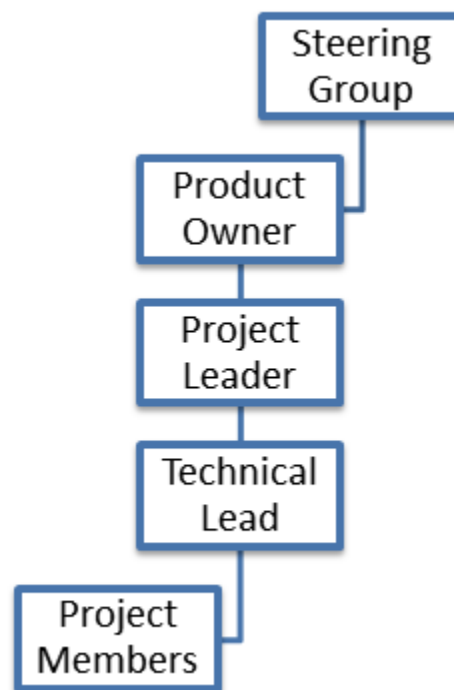 Steering
Group
Product
Owner
Project
Leader
Technical
Lead
Project
Members